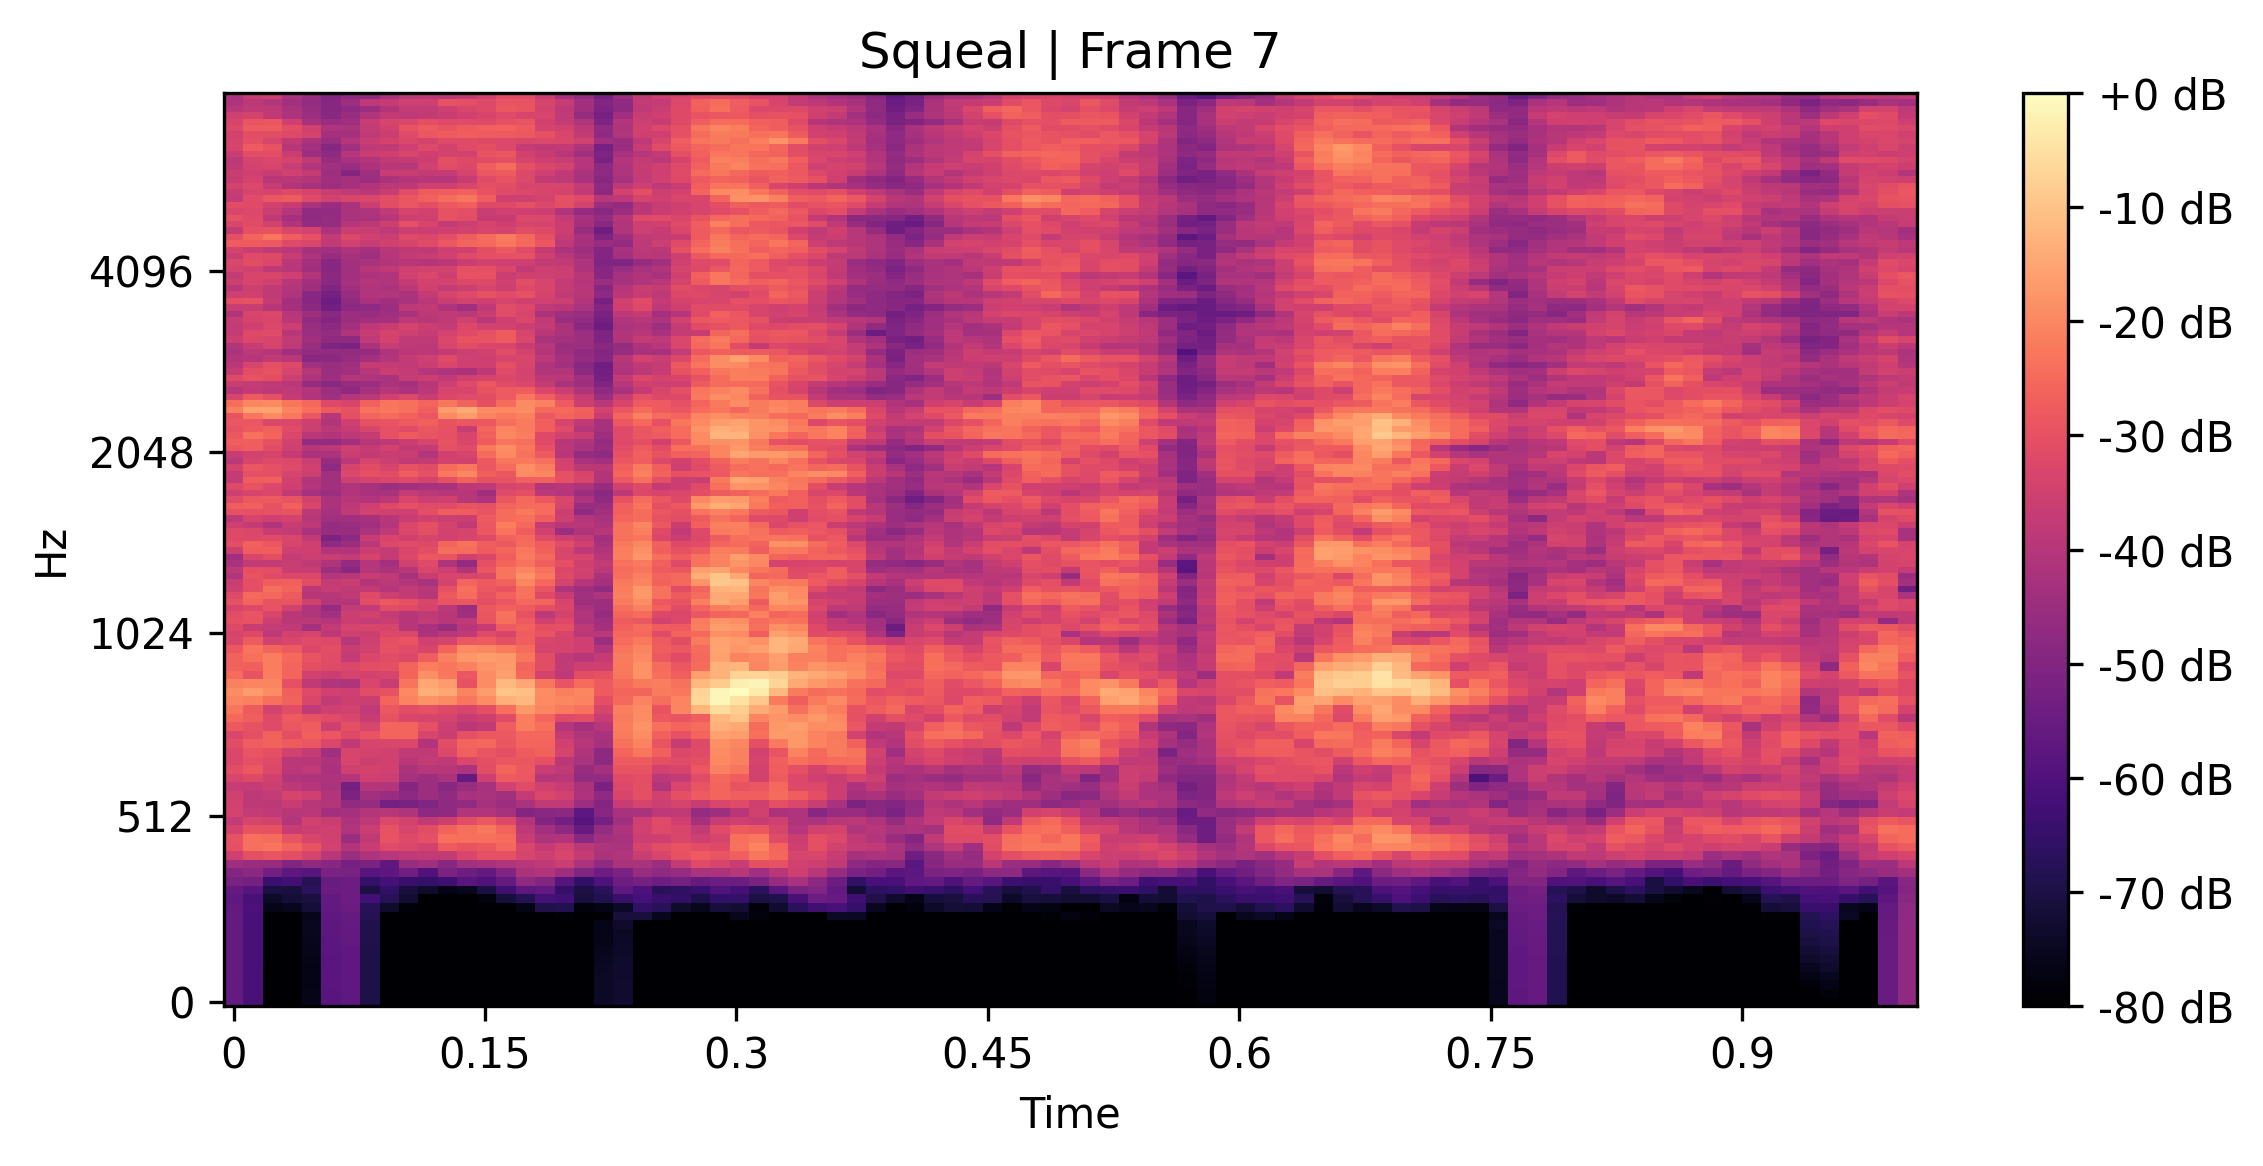 Squeal | Frame 7
+0 dB
-10 dB
-20 dB
-30 dB
-40 dB
-50 dB
-60 dB
-70 dB
-80 dB
Hz
4096
2048
1024
512
0
0 0.15 0.3 0.45 0.6 0.75 0.9
Time